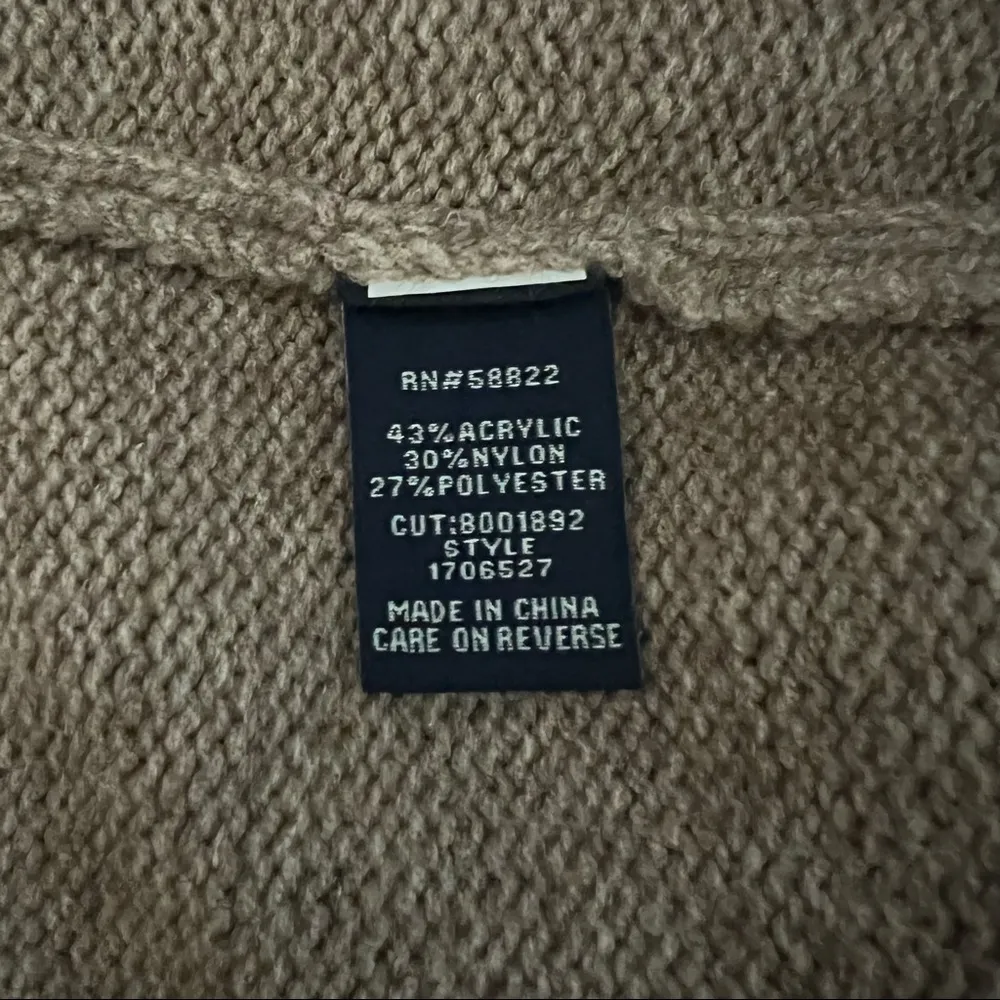 RN#58822
43%ACRYLIC
30%NYLON
27%POLYESTER
CUT:8001892
STYLE
1706527
MADE IN CHINA
CARE ON REVERSE